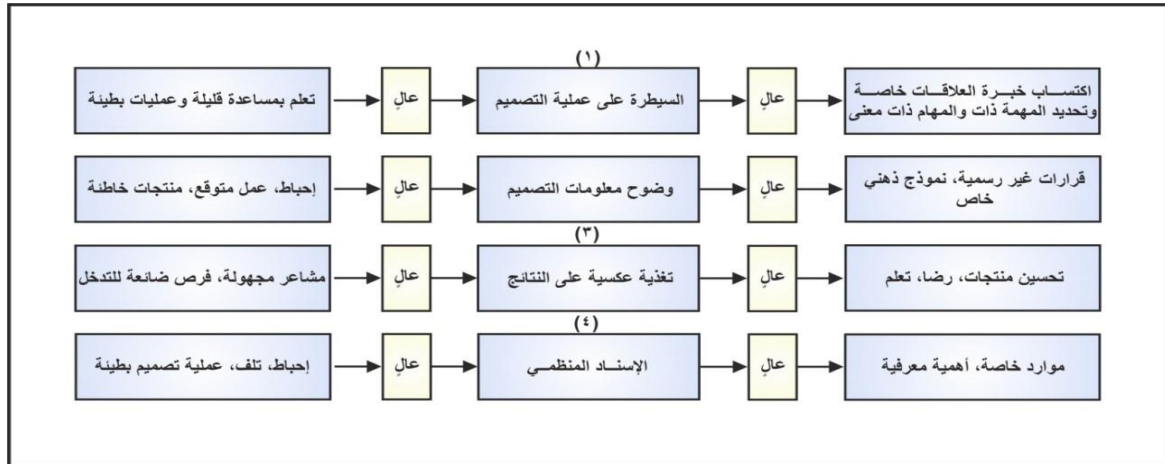 (١)
اكتساب خبرة العلاقات خاصة
وتحديد المهمة ذات والمهام ذات معنى
عالٍ
السيطرة على عملية التصميم
عالٍ
تعلم بمساعدة قليلة وعمليات بطيئة
قرارات غير رسمية، نموذج ذهني
خاص
عالٍ
وضوح معلومات التصميم
عالٍ
إحباط، عمل متوقع، منتجات خاطئة
(٣)
تحسين منتجات، رضا، تعلم
عالٍ
تغذية عكسية على النتائج
عالٍ
مشاعر مجهولة، فرص ضائعة للتدخل
(٤)
موارد خاصة، أهمية معرفية
عالٍ
الإسناد المنظمي
عالٍ
إحباط، تلف، عملية تصميم بطيئة